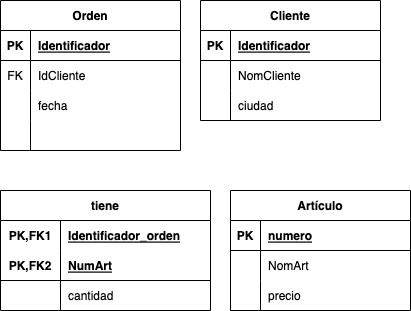 Orden
PK Identificador
FK IdCliente
fecha
Cliente
PK Identificador
NomCliente
ciudad
tiene
PK,FK1 Identificador_orden
PK,FK2 NumArt
cantidad
Artículo
PK numero
NomArt
precio